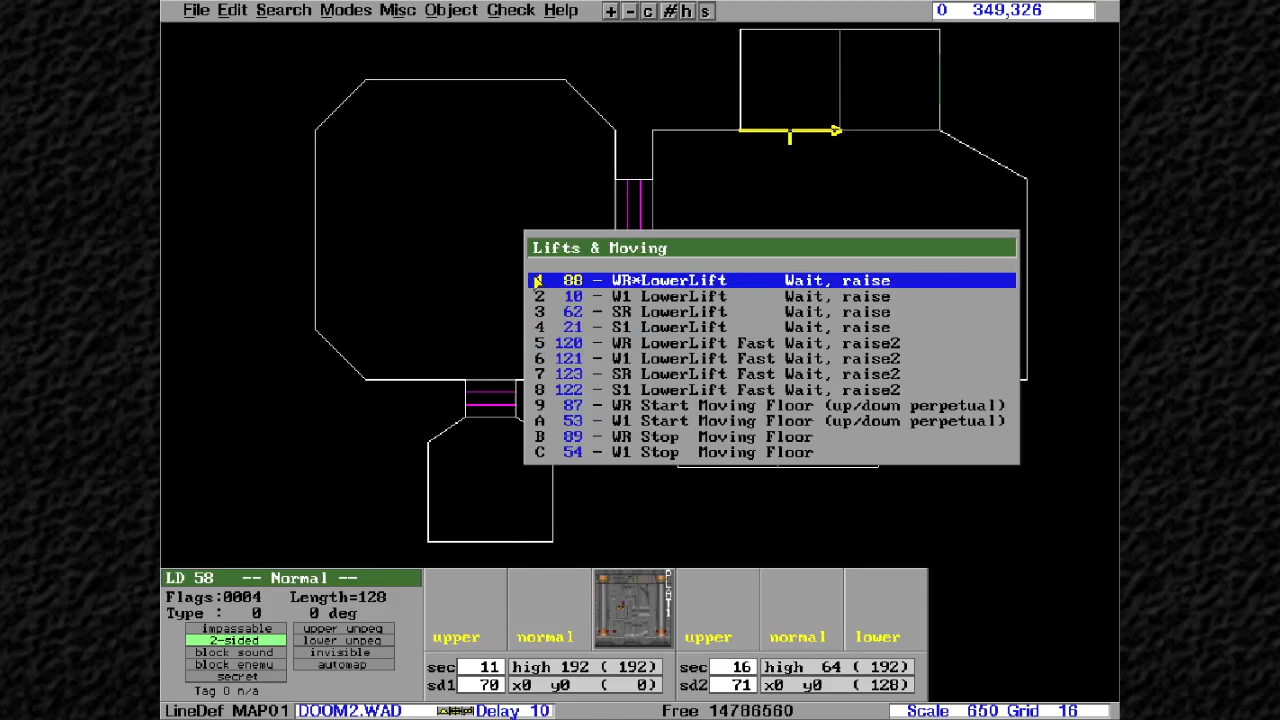 File Edit Search Modes Misc Object Check Help + - c # h s 0 349,326
Lifts & Moving
1 88 - WR*LowerLift Wait, raise
2 10 - W1 LowerLift Wait, raise
3 62 - SR LowerLift Wait, raise
4 21 - S1 LowerLift Wait, raise
5 120 - WR LowerLift Fast Wait, raise2
6 121 - W1 LowerLift Fast Wait, raise2
7 123 - SR LowerLift Fast Wait, raise2
8 122 - S1 LowerLift Fast Wait, raise2
9 87 - WR Start Moving Floor (up/down perpetual)
A 53 - W1 Start Moving Floor (up/down perpetual)
B 89 - WR Stop Moving Floor
C 54 - W1 Stop Moving Floor
LD 58 -- Normal --
Flags:0004 Length=128
Type : 0 0 deg
impassable upper unpeg
2-sided lower unpeg
block sound invisible
block enemy automap
secret
Tag 0 n/a
PLAT1
upper normal upper normal lower
sec 11 high 192 ( 192) sec 16 high 64 ( 192)
sd1 70 x0 y0 ( 0) sd2 71 x0 y0 ( 128)
LineDef MAP01 DOOM2.WAD Delay 10 Free 14786560 Scale 650 Grid 16